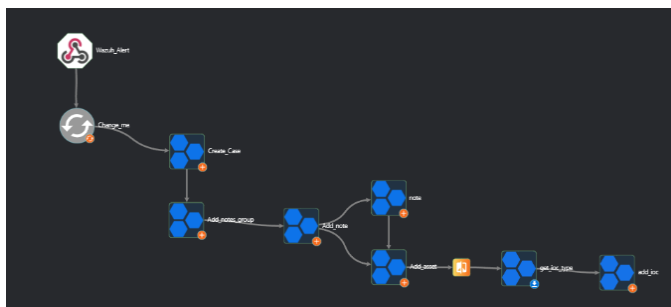 Wazuh_Alert
Change_me
Create_Case
Add_notes_group
Add_note
note
Add_asset
get_ioc_type
add_ioc